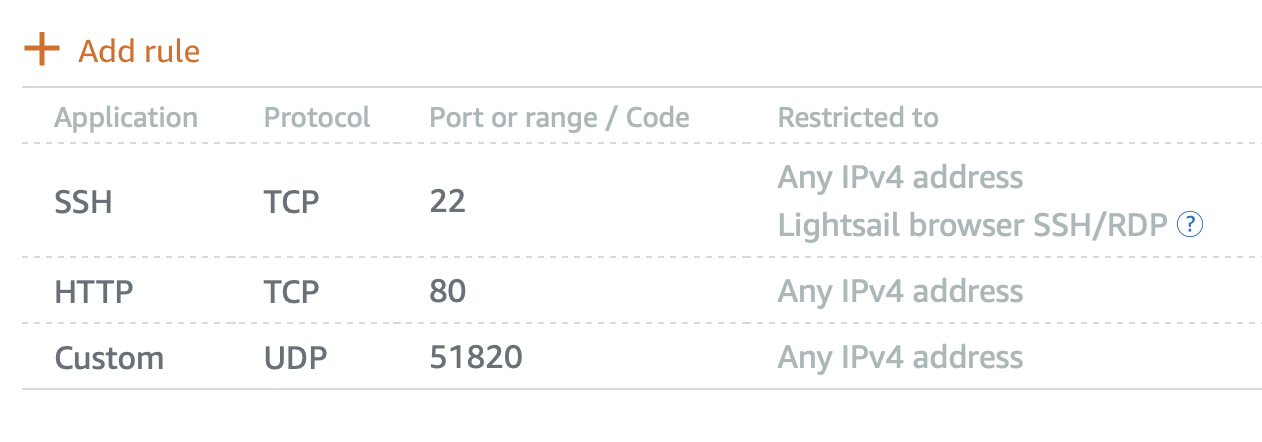 + Add rule
Application Protocol Port or range / Code Restricted to
SSH TCP 22 Any IPv4 address
Lightsail browser SSH/RDP ?
HTTP TCP 80 Any IPv4 address
Custom UDP 51820 Any IPv4 address